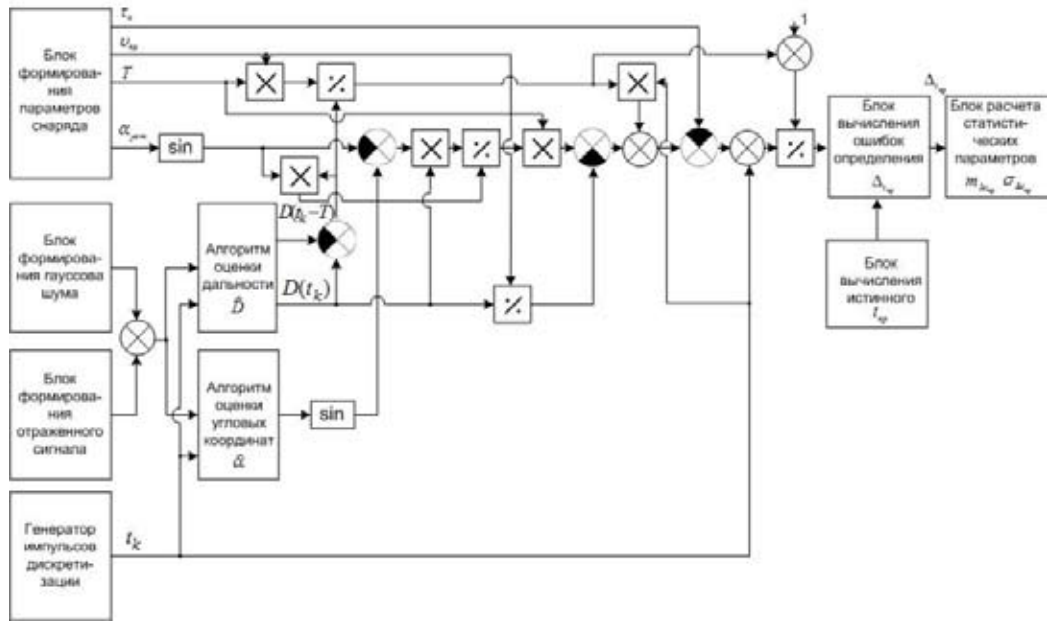 Блок
формирова-
ния
параметров
снаряда
T
sin
1
Блок
вычисления
ошибок
определения
Блок расчета
статисти-
ческих
параметров
Блок
вычисления
истинного
Блок
формирова-
ния гауссова
шума
Алгоритм
оценки
дальности
D̂
D(t_k-T)
D(t_k)
Блок
формирова-
ния
отраженного
сигнала
Алгоритм
оценки
угловых
координат
α̂
sin
Генератор
импульсов
дискрети-
зации
t_k